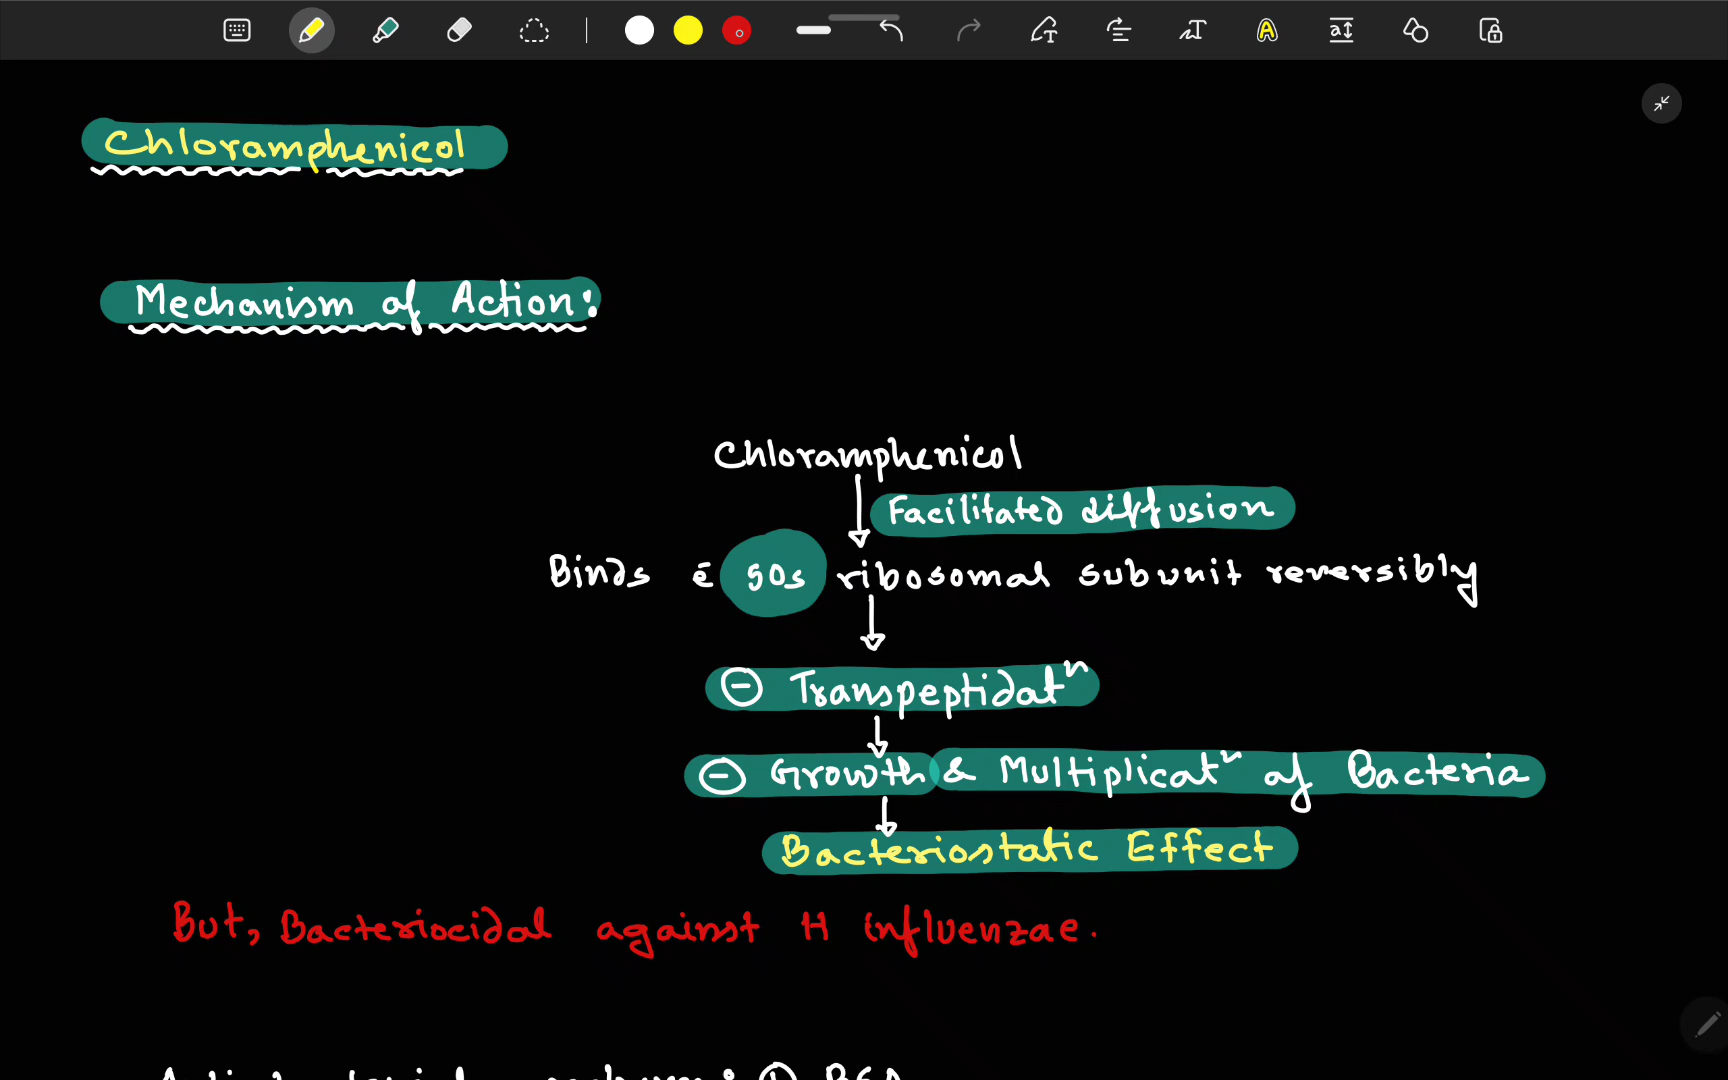 Chloramphenicol
Mechanism of Action:
Chloramphenicol
Facilitated diffusion
Binds c̄ 50s ribosomal subunit reversibly
⊖ Transpeptidatⁿ
⊖ Growth & Multiplicatⁿ of Bacteria
Bacteriostatic Effect
But, Bacteriocidal against H influenzae.